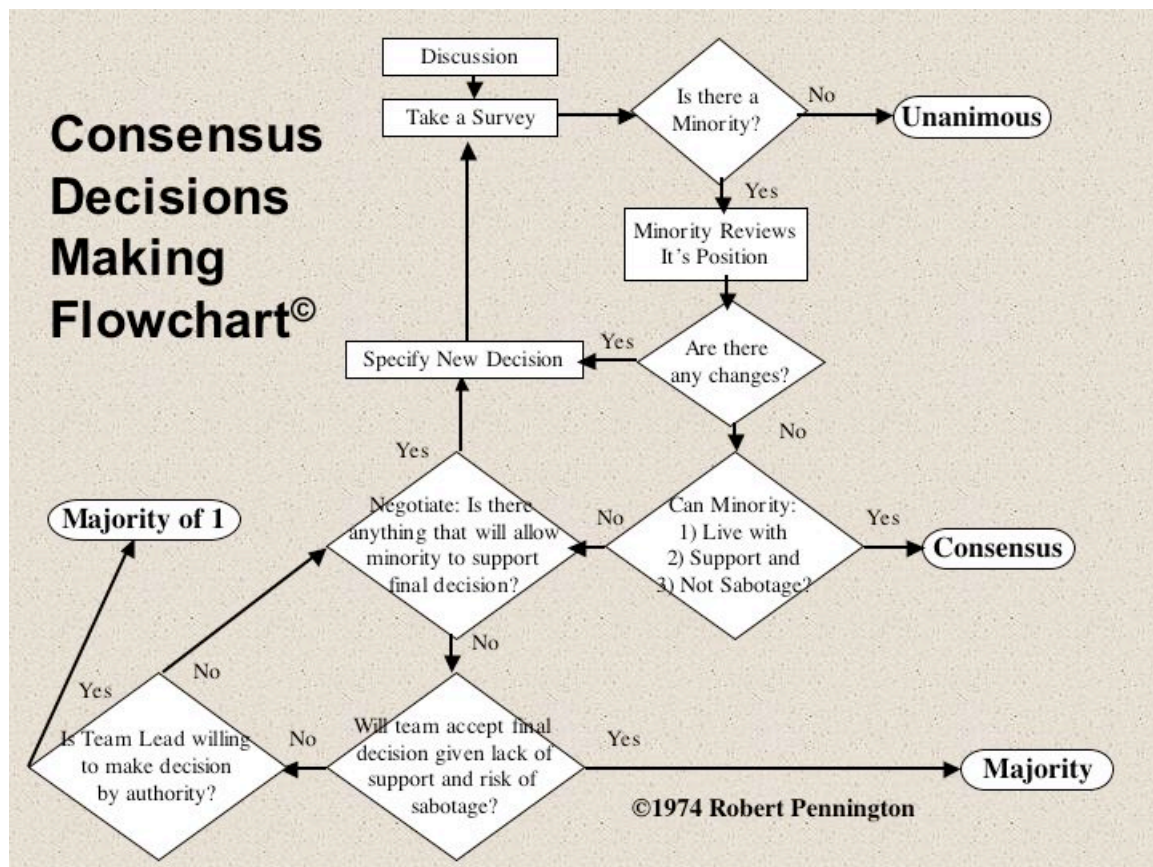 Consensus
Decisions
Making
Flowchart©
Discussion
Take a Survey
Is there a
Minority?
No
Unanimous
Yes
Minority Reviews
It's Position
Are there
any changes?
Yes
Specify New Decision
No
Can Minority:
1) Live with
2) Support and
3) Not Sabotage?
Yes
Consensus
No
Negotiate: Is there
anything that will allow
minority to support
final decision?
Yes
No
Will team accept final
decision given lack of
support and risk of
sabotage?
Yes
Majority
No
Is Team Lead willing
to make decision
by authority?
No
Yes
Majority of 1
©1974 Robert Pennington